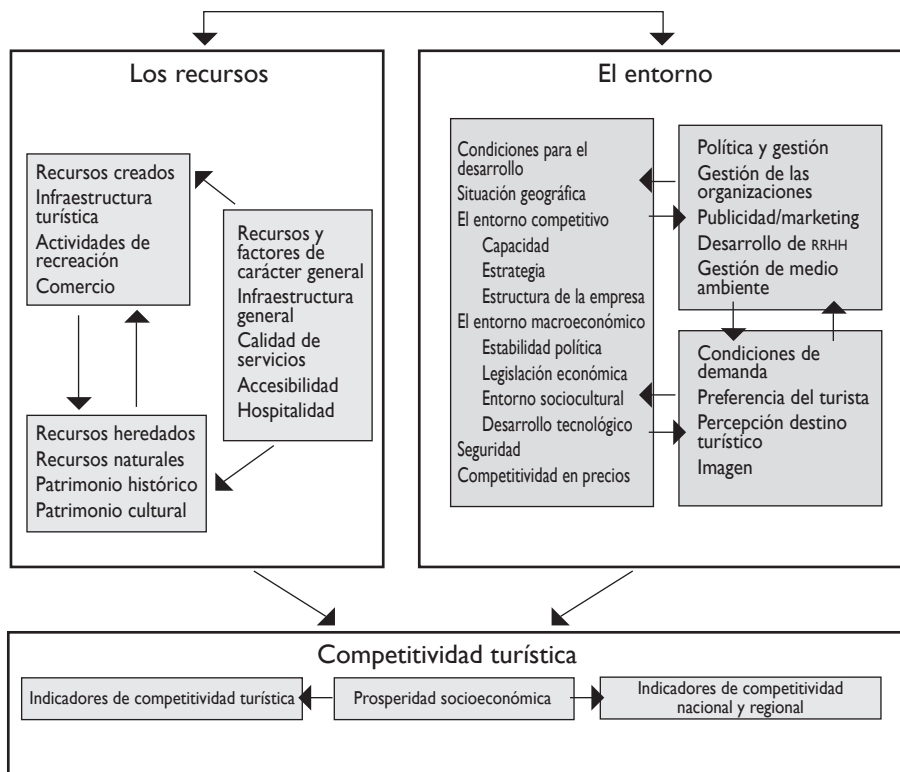 Los recursos
Recursos creados
Infraestructura
turística
Actividades de
recreación
Comercio
Recursos y
factores de
carácter general
Infraestructura
general
Calidad de
servicios
Accesibilidad
Hospitalidad
Recursos heredados
Recursos naturales
Patrimonio histórico
Patrimonio cultural
El entorno
Condiciones para el
desarrollo
Situación geográfica
El entorno competitivo
Capacidad
Estrategia
Estructura de la empresa
El entorno macroeconómico
Estabilidad política
Legislación económica
Entorno sociocultural
Desarrollo tecnológico
Seguridad
Competitividad en precios
Política y gestión
Gestión de las
organizaciones
Publicidad/marketing
Desarrollo de RRHH
Gestión de medio
ambiente
Condiciones de
demanda
Preferencia del turista
Percepción destino
turístico
Imagen
Competitividad turística
Indicadores de competitividad turística
Prosperidad socioeconómica
Indicadores de competitividad
nacional y regional